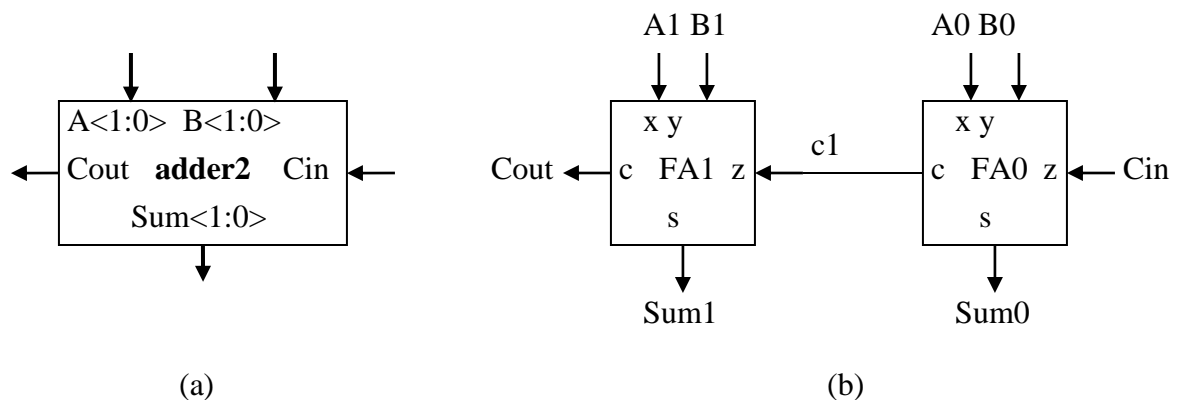 A1 B1 A0 B0
A<1:0> B<1:0>
x y x y
c1
Cout adder2 Cin
Cout c FA1 z c FA0 z Cin
Sum<1:0>
s s
Sum1 Sum0
(a) (b)